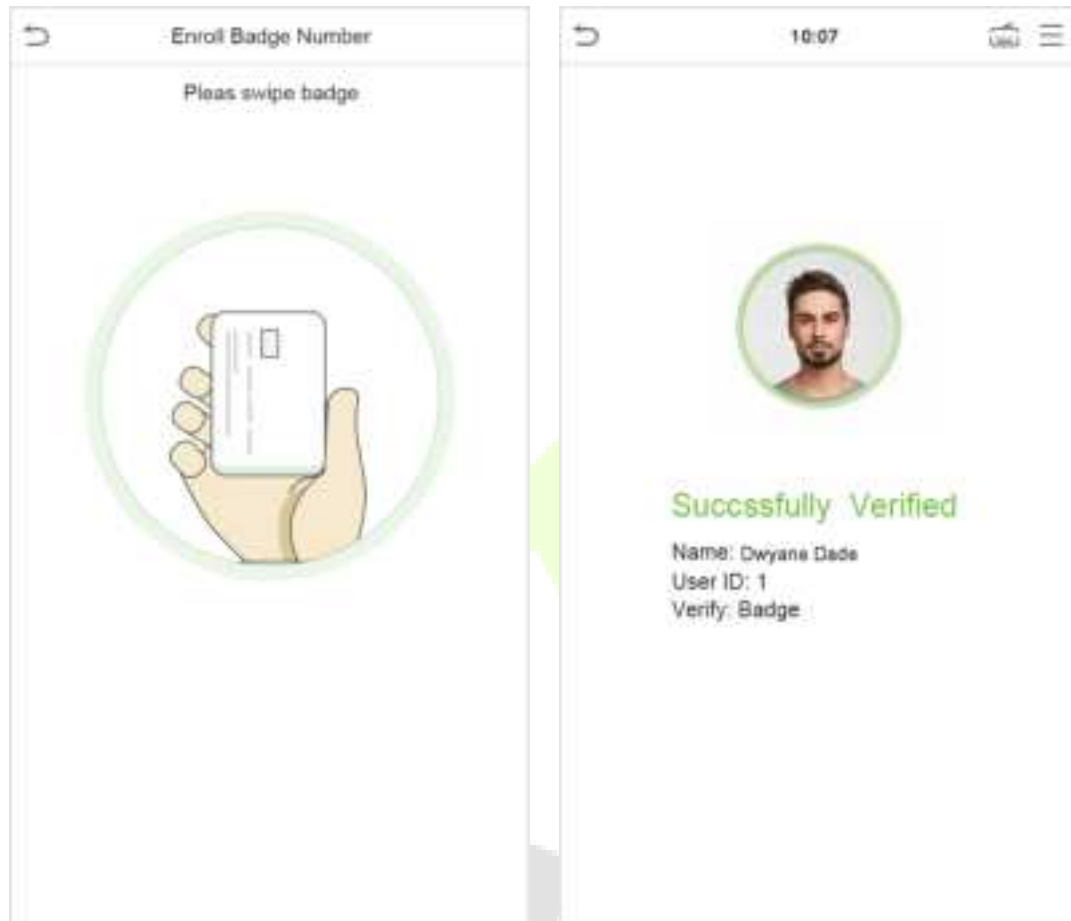 Enroll Badge Number
Pleas swipe badge
10:07
Succssfully Verified
Name: Dwyane Dade
User ID: 1
Verify: Badge